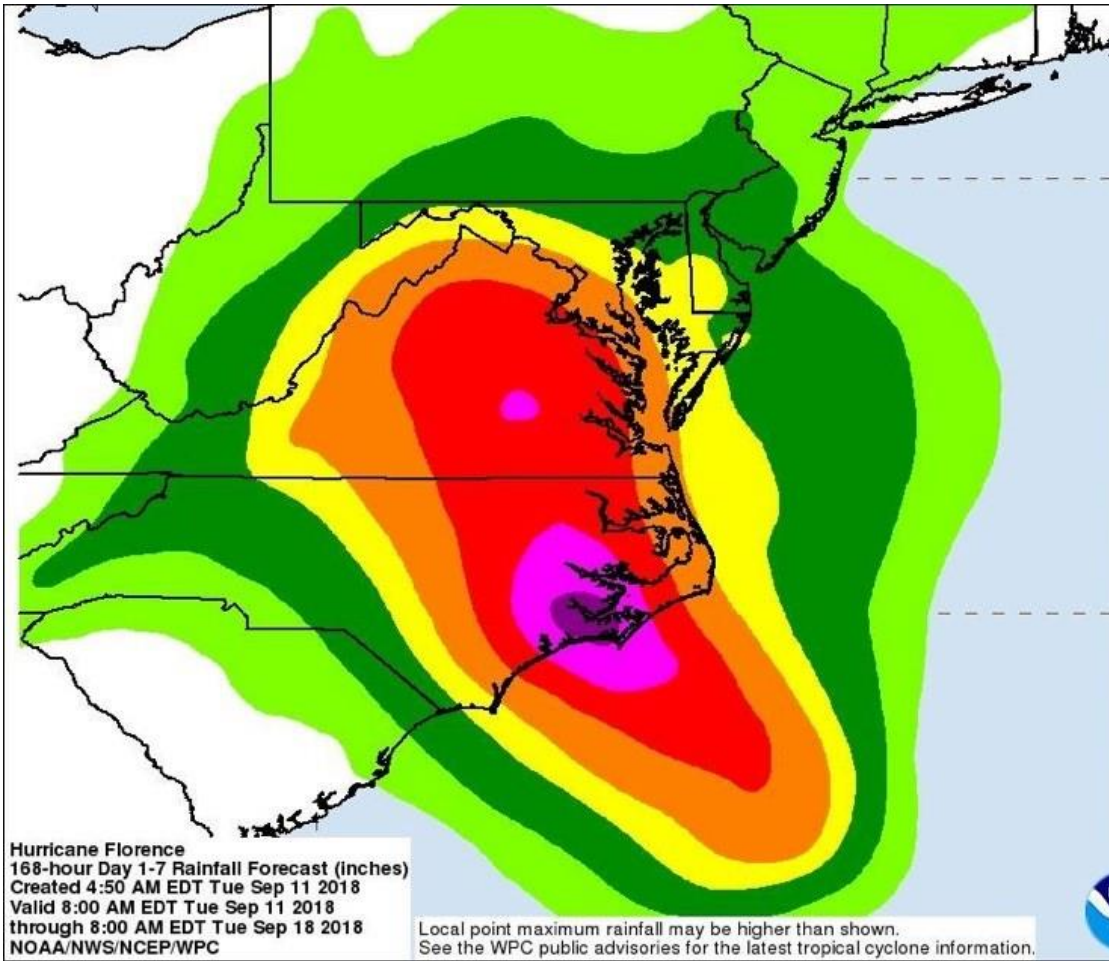 Hurricane Florence
168-hour Day 1-7 Rainfall Forecast (inches)
Created 4:50 AM EDT Tue Sep 11 2018
Valid 8:00 AM EDT Tue Sep 11 2018
through 8:00 AM EDT Tue Sep 18 2018
NOAA/NWS/NCEP/WPC
Local point maximum rainfall may be higher than shown.
See the WPC public advisories for the latest tropical cyclone information.